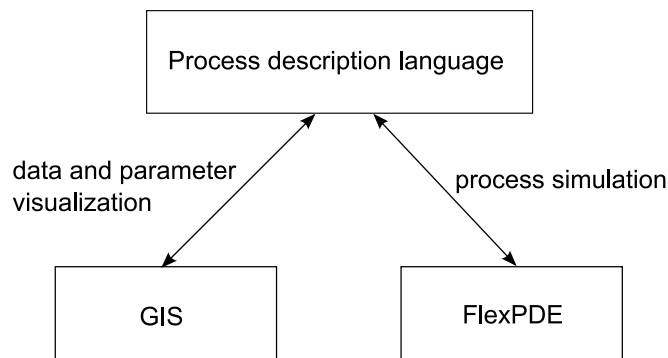 Process description language
data and parameter
visualization
process simulation
GIS
FlexPDE